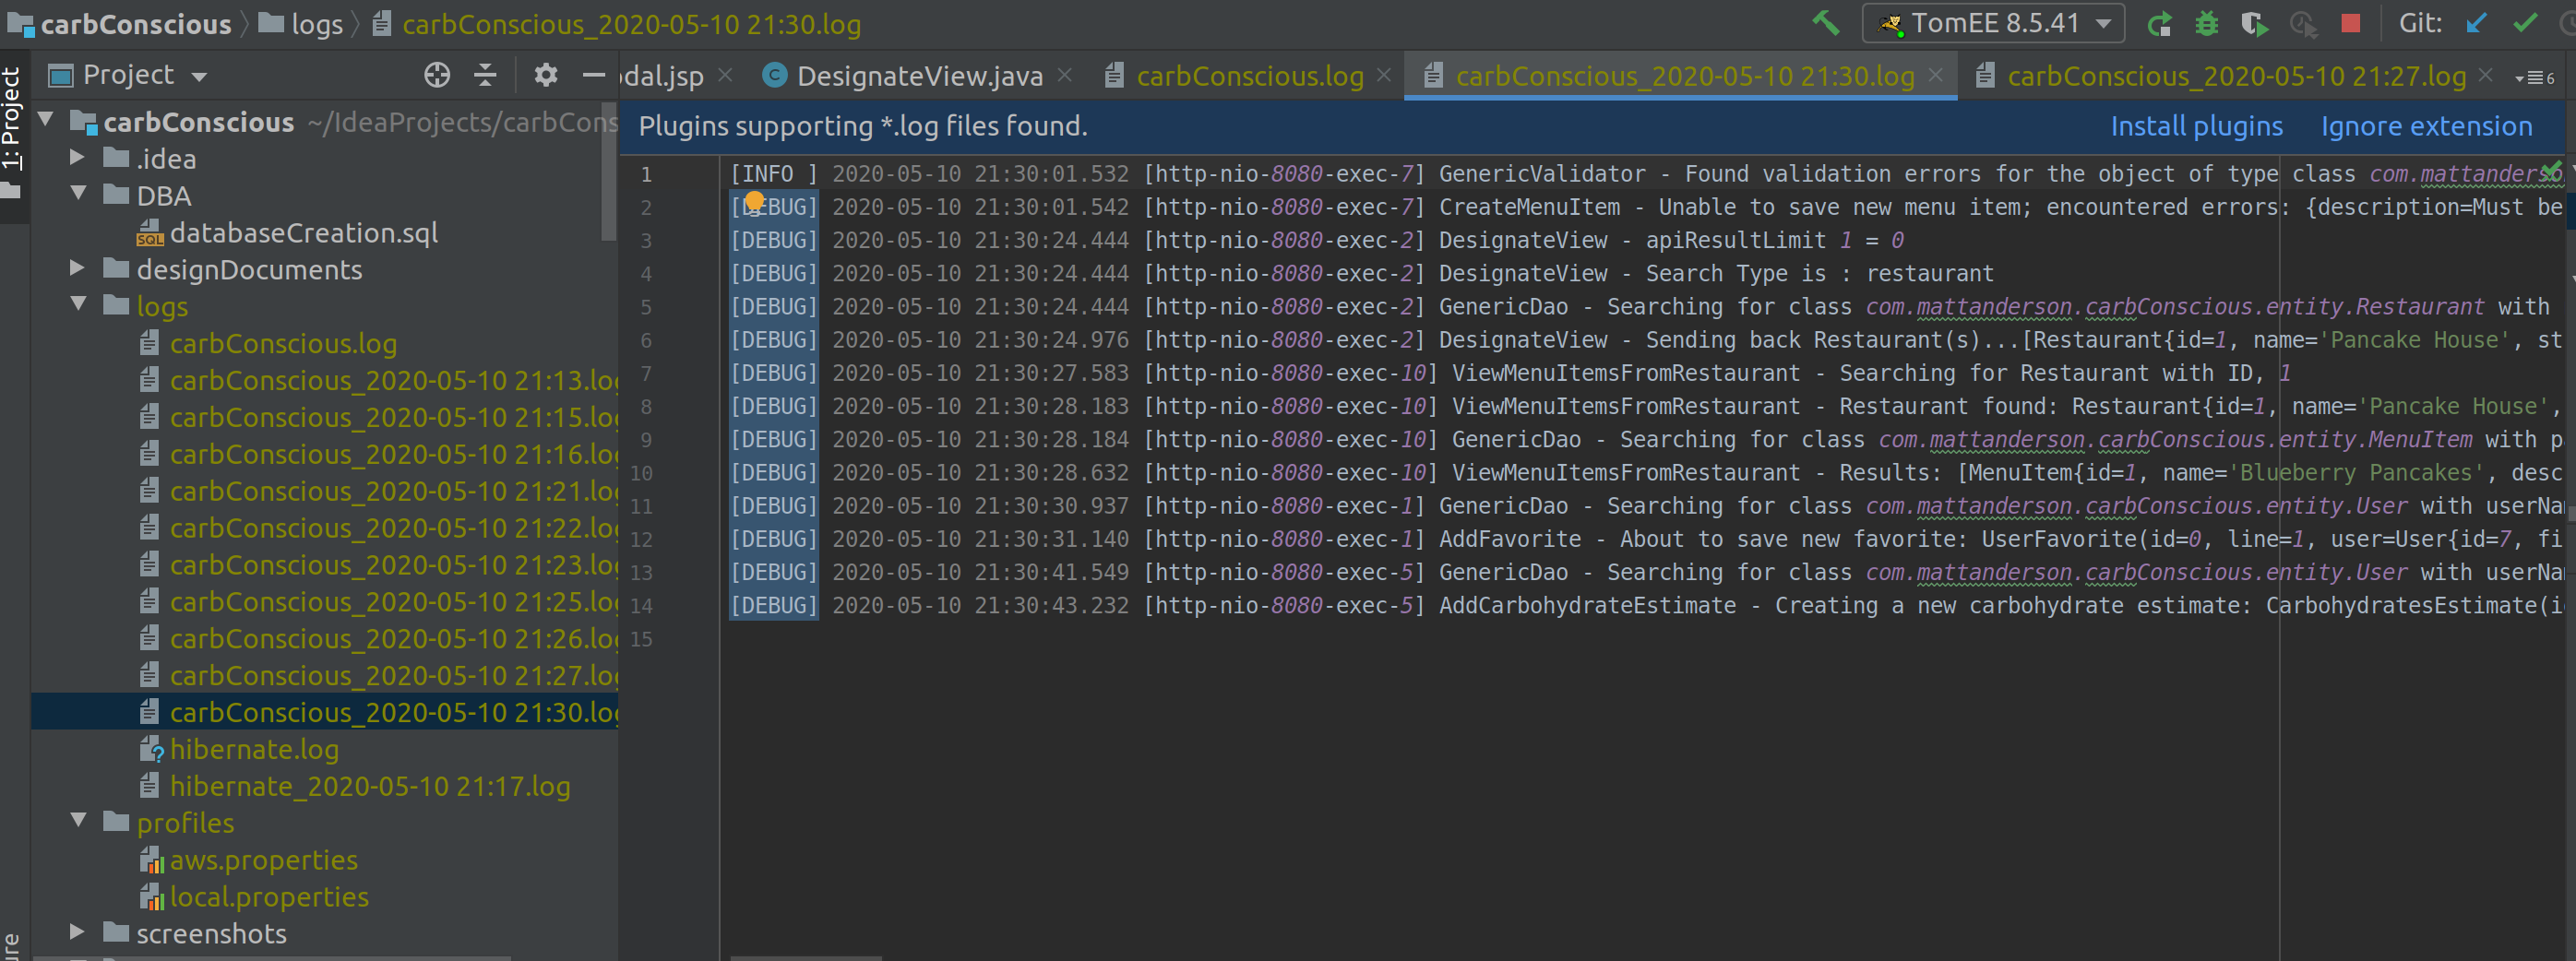 carbConscious logs carbConscious_2020-05-10 21:30.log TomEE 8.5.41 Git:
Project odal.jsp DesignateView.java carbConscious.log carbConscious_2020-05-10 21:30.log carbConscious_2020-05-10 21:27.log 6
1: Project
Plugins supporting *.log files found. Install plugins Ignore extension
carbConscious ~/IdeaProjects/carbCons
.idea
DBA
databaseCreation.sql
designDocuments
logs
carbConscious.log
carbConscious_2020-05-10 21:13.log
carbConscious_2020-05-10 21:15.log
carbConscious_2020-05-10 21:16.log
carbConscious_2020-05-10 21:21.log
carbConscious_2020-05-10 21:22.log
carbConscious_2020-05-10 21:23.log
carbConscious_2020-05-10 21:25.log
carbConscious_2020-05-10 21:26.log
carbConscious_2020-05-10 21:27.log
carbConscious_2020-05-10 21:30.log
hibernate.log
hibernate_2020-05-10 21:17.log
profiles
aws.properties
local.properties
screenshots
1 [INFO ] 2020-05-10 21:30:01.532 [http-nio-8080-exec-7] GenericValidator - Found validation errors for the object of type class com.mattanderso
2 [DEBUG] 2020-05-10 21:30:01.542 [http-nio-8080-exec-7] CreateMenuItem - Unable to save new menu item; encountered errors: {description=Must be
3 [DEBUG] 2020-05-10 21:30:24.444 [http-nio-8080-exec-2] DesignateView - apiResultLimit 1 = 0
4 [DEBUG] 2020-05-10 21:30:24.444 [http-nio-8080-exec-2] DesignateView - Search Type is : restaurant
5 [DEBUG] 2020-05-10 21:30:24.444 [http-nio-8080-exec-2] GenericDao - Searching for class com.mattanderson.carbConscious.entity.Restaurant with
6 [DEBUG] 2020-05-10 21:30:24.976 [http-nio-8080-exec-2] DesignateView - Sending back Restaurant(s)...[Restaurant{id=1, name='Pancake House', st
7 [DEBUG] 2020-05-10 21:30:27.583 [http-nio-8080-exec-10] ViewMenuItemsFromRestaurant - Searching for Restaurant with ID, 1
8 [DEBUG] 2020-05-10 21:30:28.183 [http-nio-8080-exec-10] ViewMenuItemsFromRestaurant - Restaurant found: Restaurant{id=1, name='Pancake House',
9 [DEBUG] 2020-05-10 21:30:28.184 [http-nio-8080-exec-10] GenericDao - Searching for class com.mattanderson.carbConscious.entity.MenuItem with p
10 [DEBUG] 2020-05-10 21:30:28.632 [http-nio-8080-exec-10] ViewMenuItemsFromRestaurant - Results: [MenuItem{id=1, name='Blueberry Pancakes', desc
11 [DEBUG] 2020-05-10 21:30:30.937 [http-nio-8080-exec-1] GenericDao - Searching for class com.mattanderson.carbConscious.entity.User with userNa
12 [DEBUG] 2020-05-10 21:30:31.140 [http-nio-8080-exec-1] AddFavorite - About to save new favorite: UserFavorite(id=0, line=1, user=User{id=7, fi
13 [DEBUG] 2020-05-10 21:30:41.549 [http-nio-8080-exec-5] GenericDao - Searching for class com.mattanderson.carbConscious.entity.User with userNa
14 [DEBUG] 2020-05-10 21:30:43.232 [http-nio-8080-exec-5] AddCarbohydrateEstimate - Creating a new carbohydrate estimate: CarbohydratesEstimate(i
15